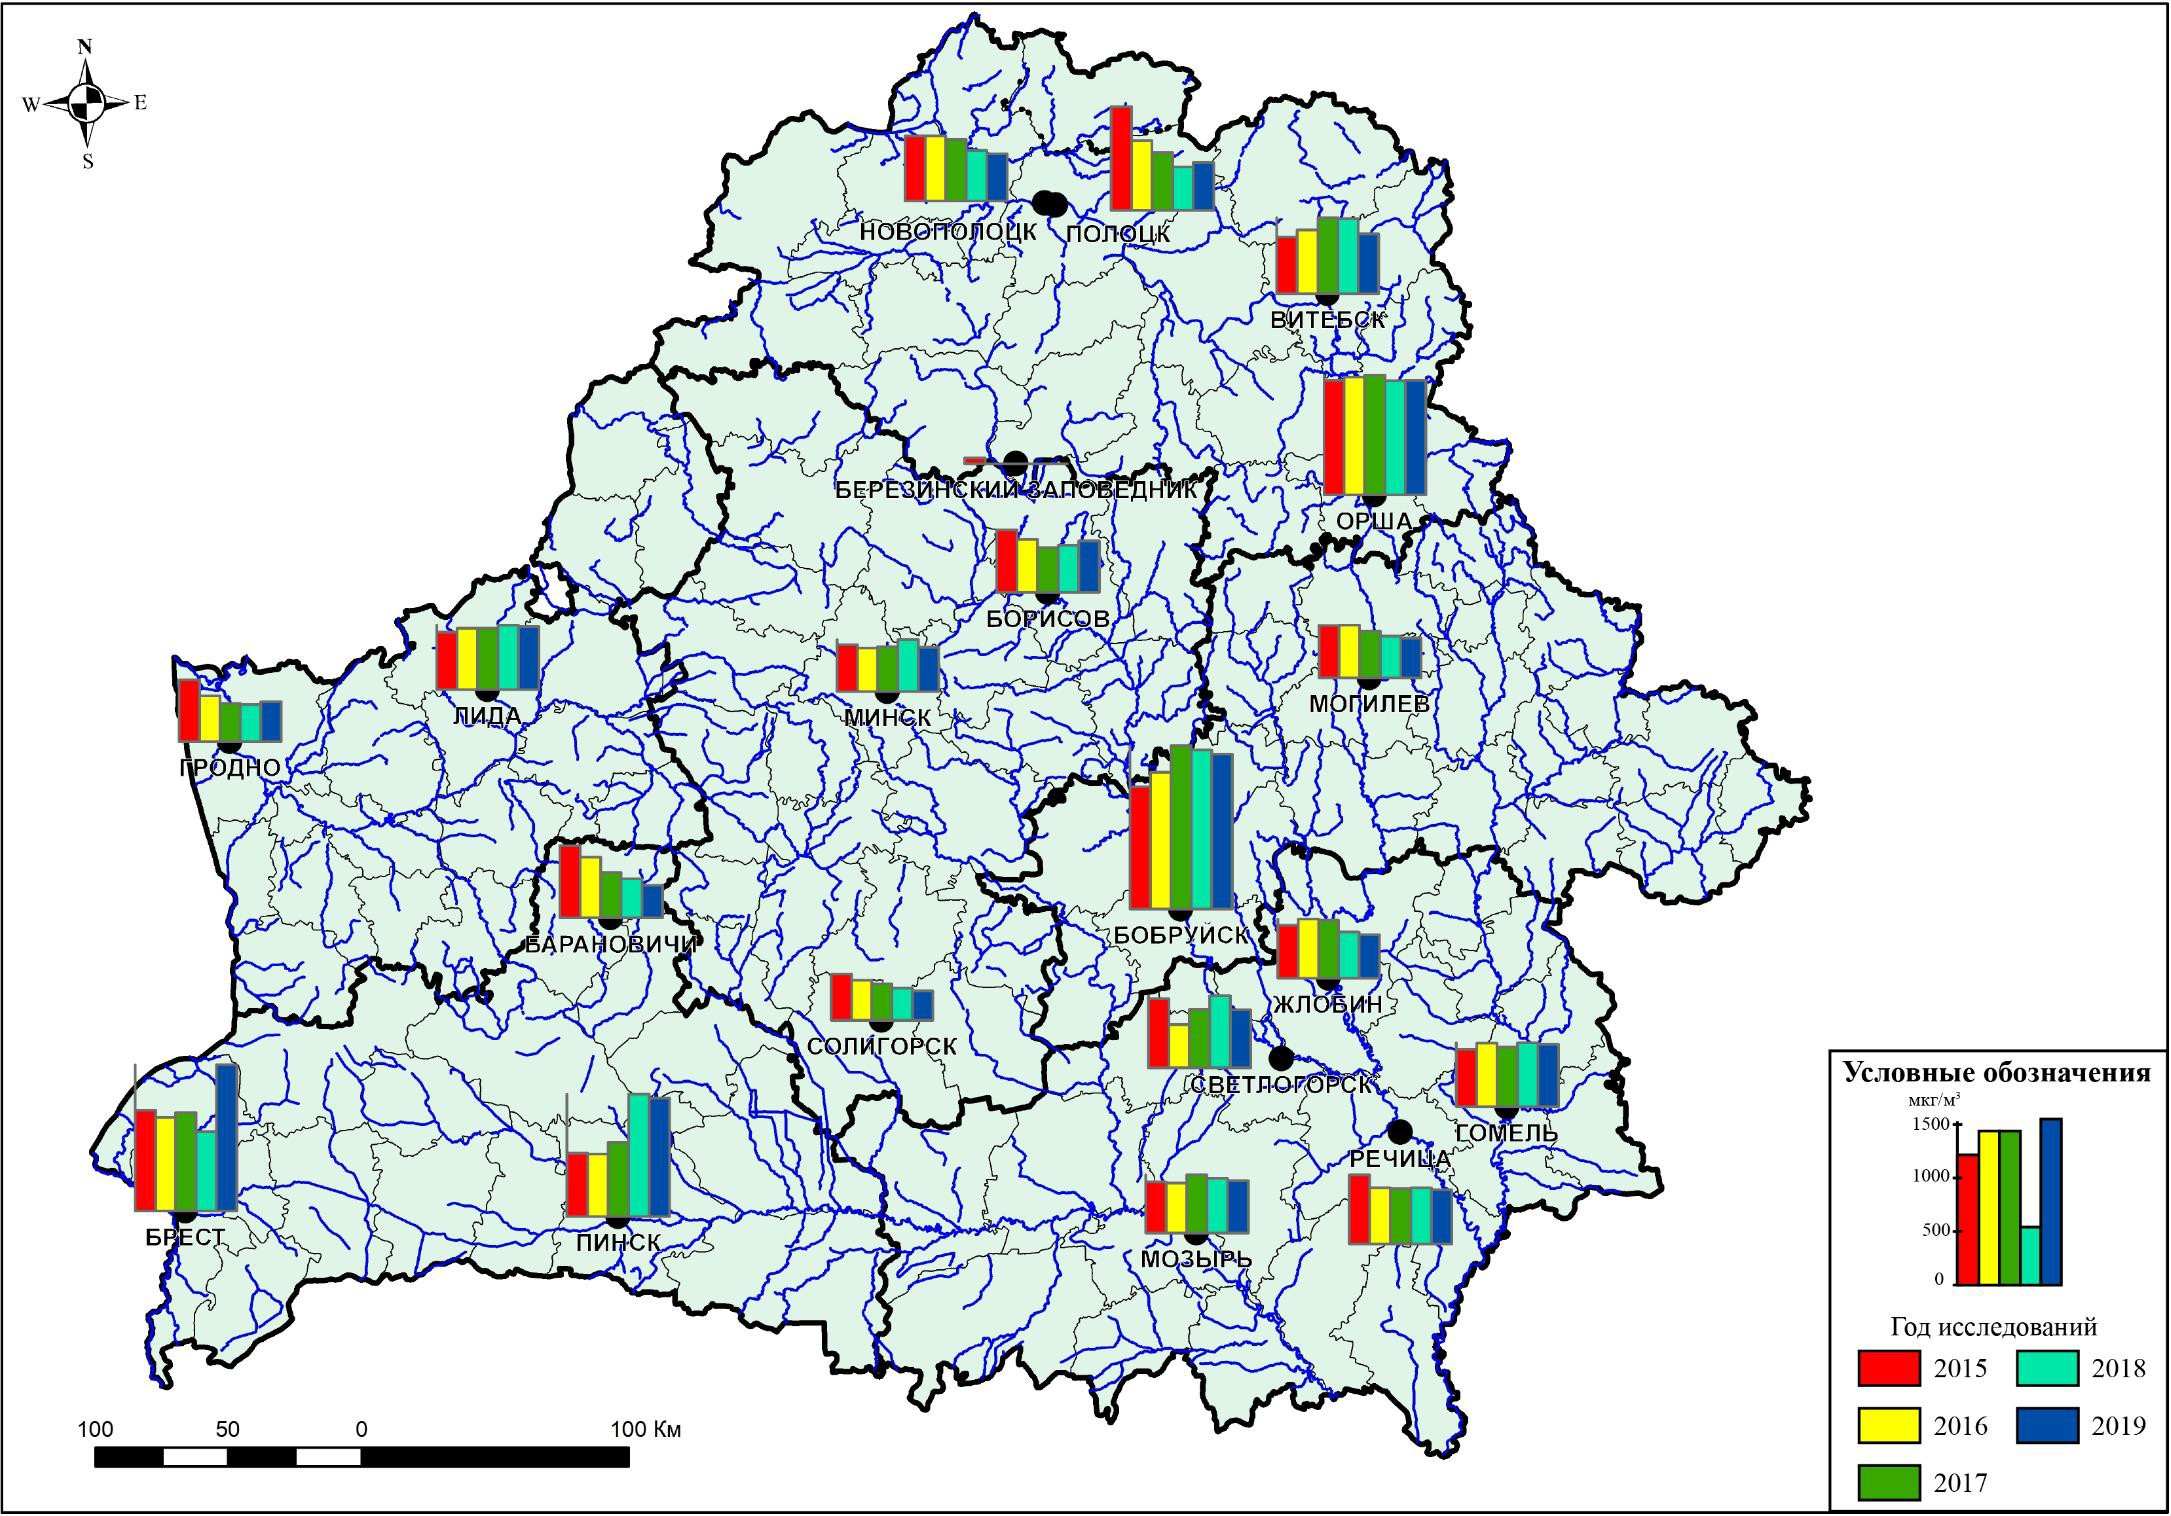 N
W
E
S
НОВОПОЛОЦК
ПОЛОЦК
ВИТЕБСК
БЕРЕЗИНСКИЙ ЗАПОВЕДНИК
ОРША
БОРИСОВ
ЛИДА
МИНСК
МОГИЛЕВ
ГРОДНО
БАРАНОВИЧИ
БОБРУЙСК
ЖЛОБИН
СОЛИГОРСК
СВЕТЛОГОРСК
ГОМЕЛЬ
РЕЧИЦА
БРЕСТ
ПИНСК
МОЗЫРЬ
100 50 0 100 Км
Условные обозначения
мкг/м³
1500
1000
500
0
Год исследований
2015 2018
2016 2019
2017